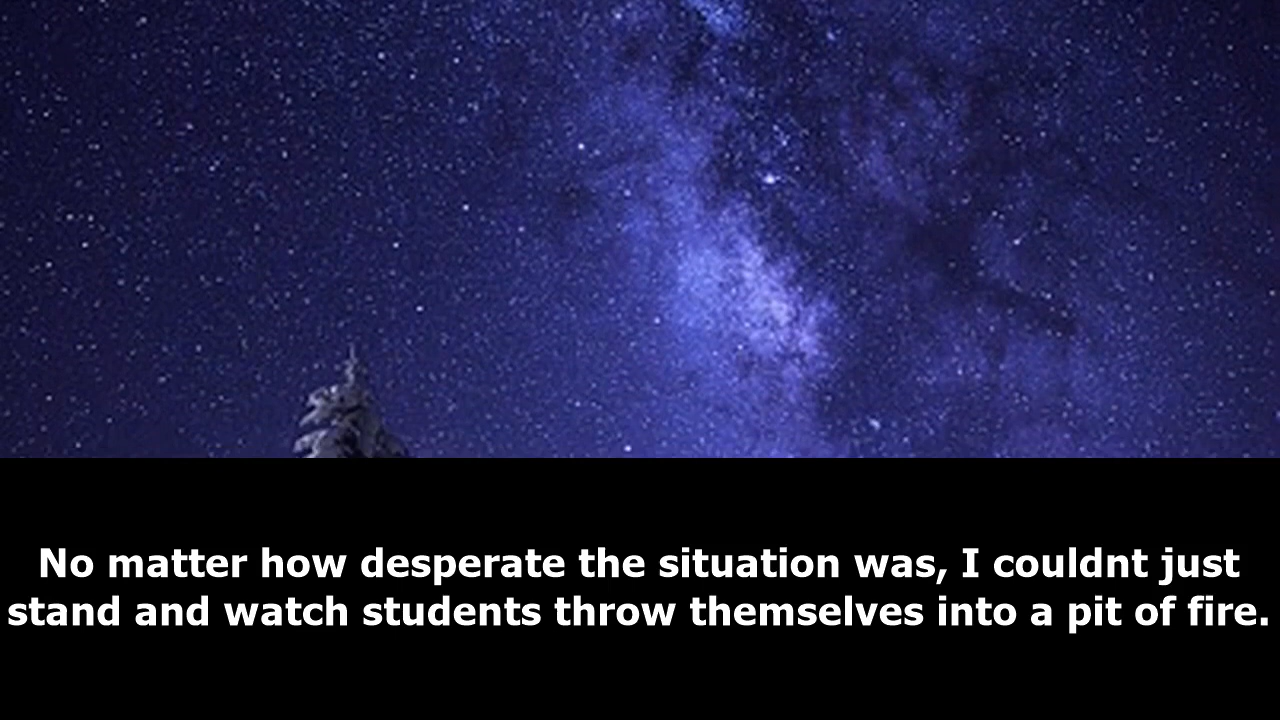 No matter how desperate the situation was, I couldnt just
stand and watch students throw themselves into a pit of fire.